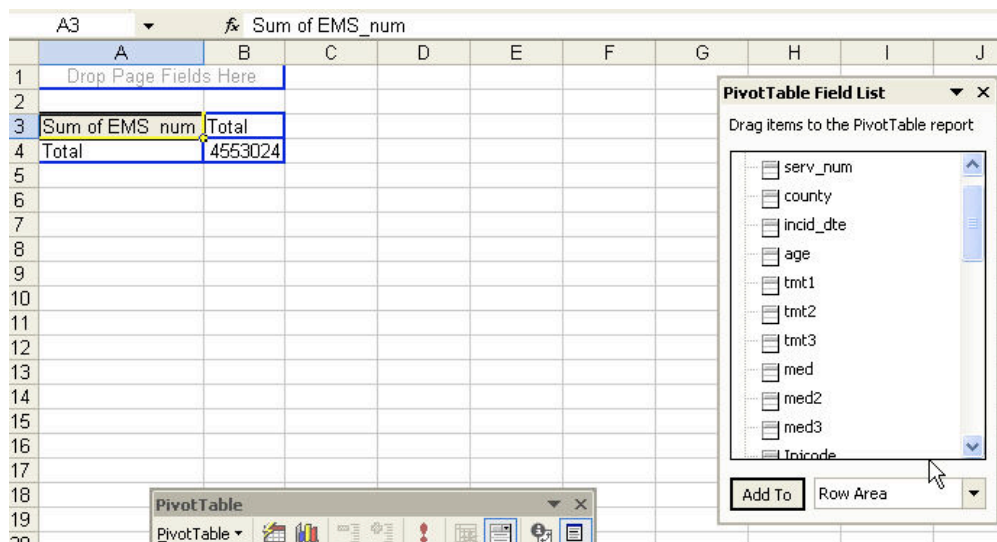 A3 fx Sum of EMS_num
A B C D E F G H I J
1 Drop Page Fields Here
2
3 Sum of EMS_num Total
4 Total 4553024
5
6
7
8
9
10
11
12
13
14
15
16
17
18
19
PivotTable Field List
Drag items to the PivotTable report
serv_num
county
incid_dte
age
tmt1
tmt2
tmt3
med
med2
med3
Add To Row Area
PivotTable
PivotTable